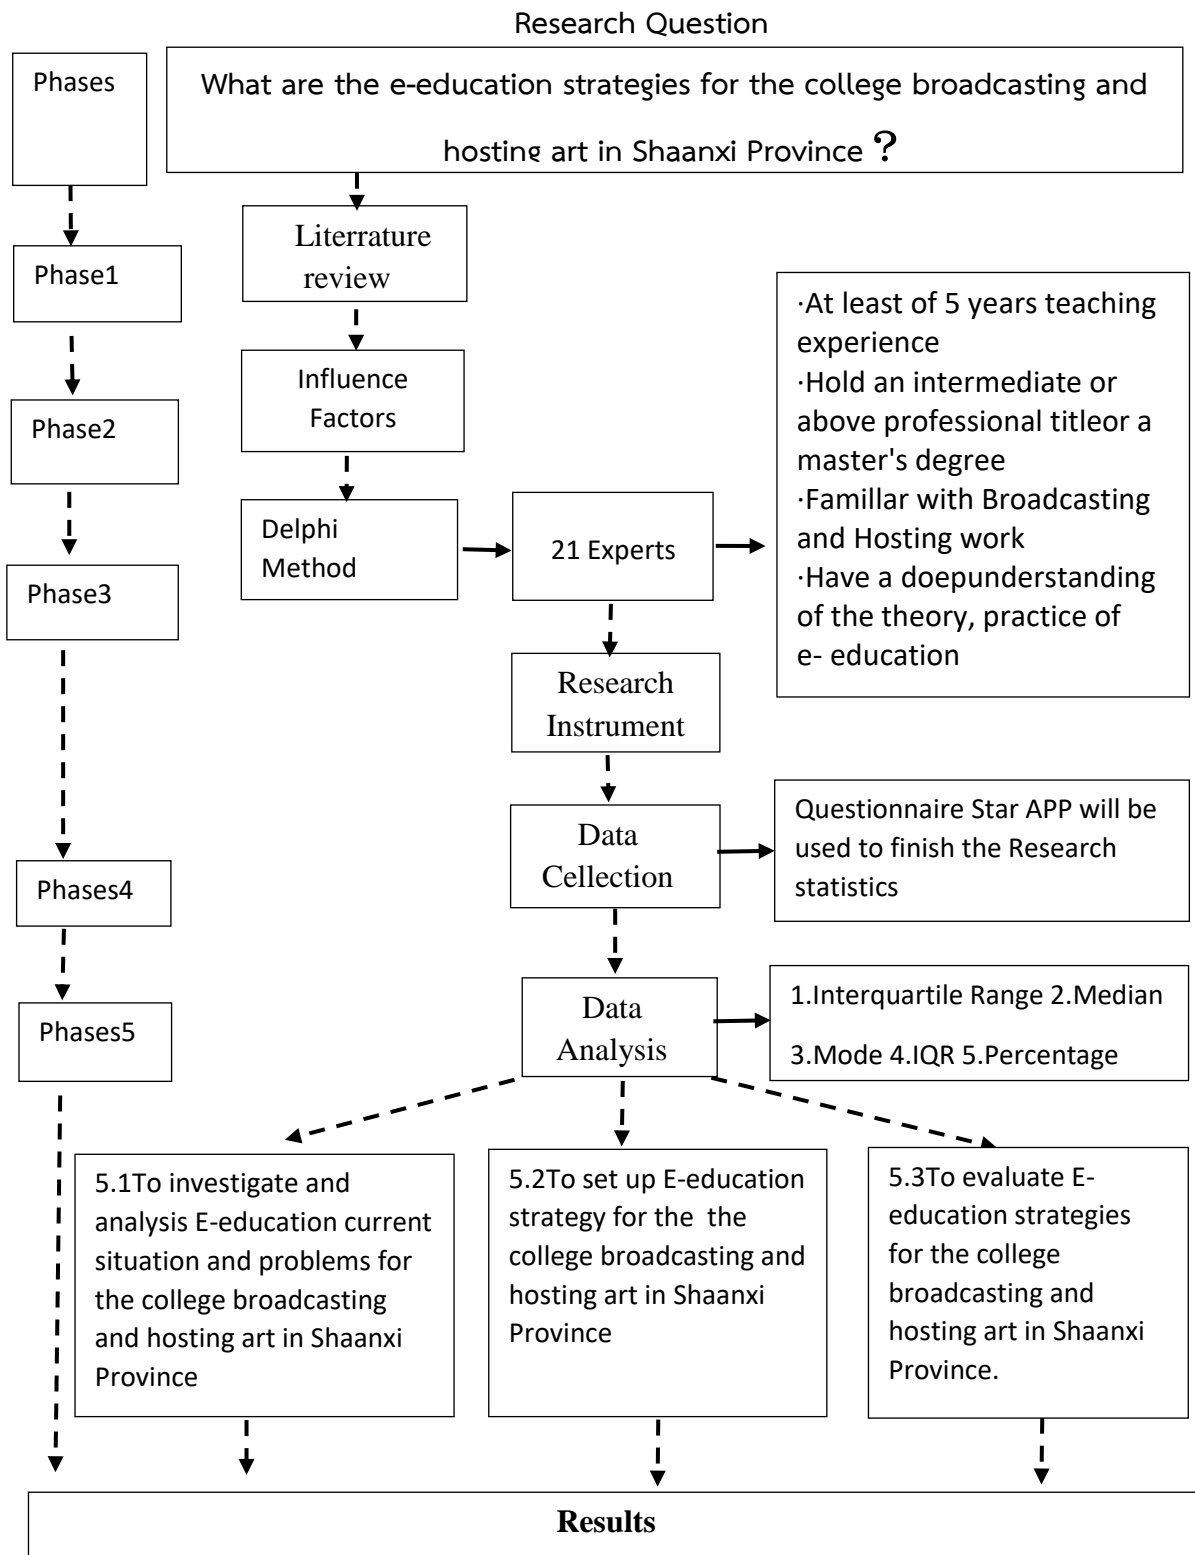 Research Question
Phases
What are the e-education strategies for the college broadcasting and
hosting art in Shaanxi Province ?
Literrature
review
Phase1
·At least of 5 years teaching
experience
·Hold an intermediate or
above professional titleor a
master's degree
·Familiar with Broadcasting
and Hosting work
·Have a doepunderstanding
of the theory, practice of
e- education
Influence
Factors
Phase2
Delphi
Method
21 Experts
Phase3
Research
Instrument
Data
Cellection
Questionnaire Star APP will be
used to finish the Research
statistics
Phases4
Data
Analysis
1.Interquartile Range 2.Median
3.Mode 4.IQR 5.Percentage
Phases5
5.1To investigate and
analysis E-education current
situation and problems for
the college broadcasting
and hosting art in Shaanxi
Province
5.2To set up E-education
strategy for the the
college broadcasting and
hosting art in Shaanxi
Province
5.3To evaluate E-
education strategies
for the college
broadcasting and
hosting art in Shaanxi
Province.
Results